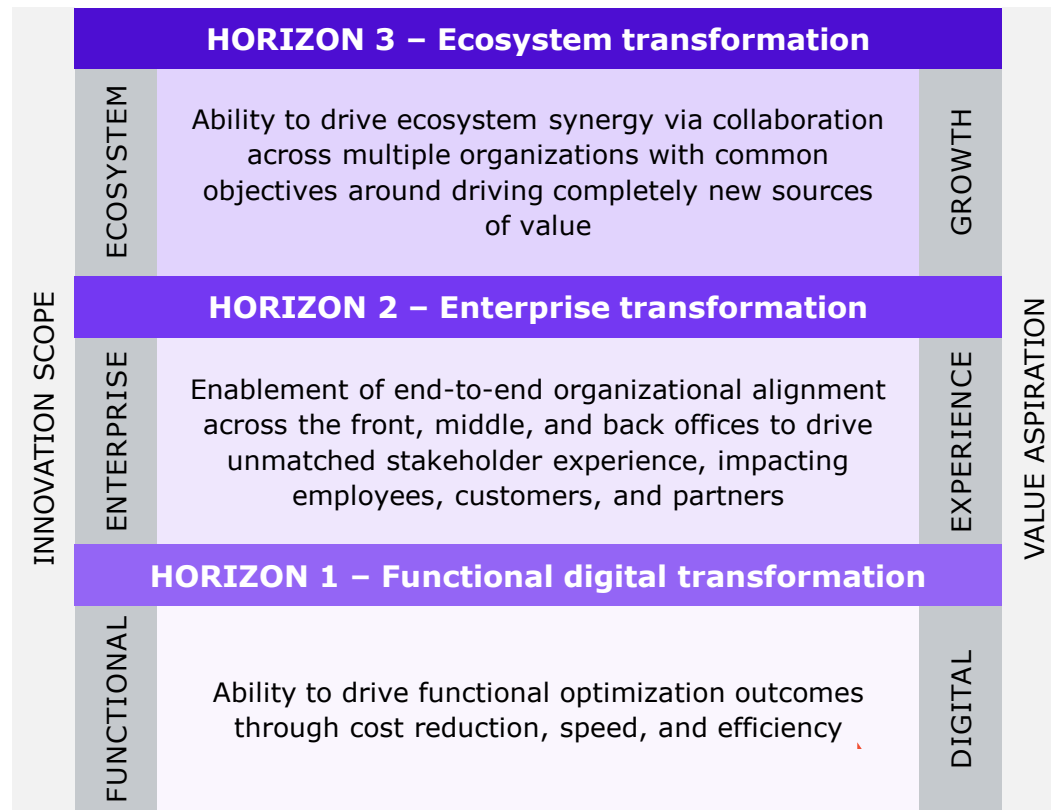 HORIZON 3 – Ecosystem transformation
ECOSYSTEM
Ability to drive ecosystem synergy via collaboration
across multiple organizations with common
objectives around driving completely new sources
of value
GROWTH
INNOVATION SCOPE
HORIZON 2 – Enterprise transformation
ENTERPRISE
Enablement of end-to-end organizational alignment
across the front, middle, and back offices to drive
unmatched stakeholder experience, impacting
employees, customers, and partners
EXPERIENCE
VALUE ASPIRATION
HORIZON 1 – Functional digital transformation
FUNCTIONAL
Ability to drive functional optimization outcomes
through cost reduction, speed, and efficiency
DIGITAL